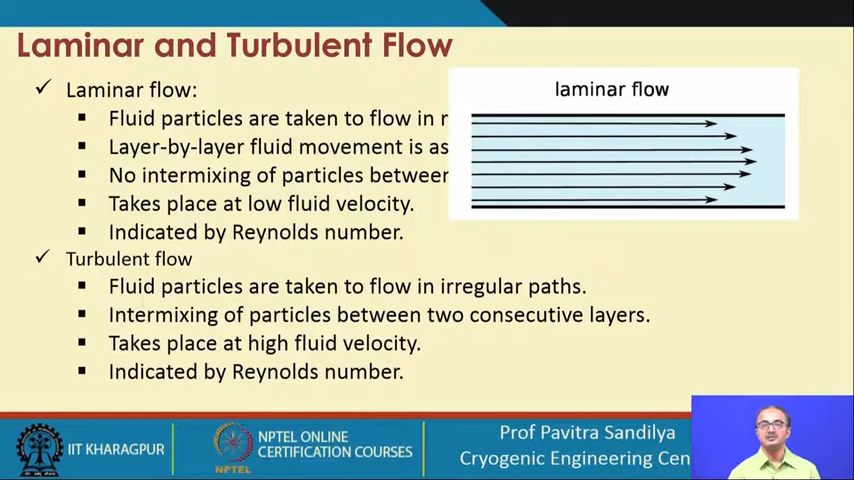 Laminar and Turbulent Flow
✓ Laminar flow:
▪ Fluid particles are taken to flow in r
▪ Layer-by-layer fluid movement is as
▪ No intermixing of particles between
▪ Takes place at low fluid velocity.
▪ Indicated by Reynolds number.
laminar flow
✓ Turbulent flow
▪ Fluid particles are taken to flow in irregular paths.
▪ Intermixing of particles between two consecutive layers.
▪ Takes place at high fluid velocity.
▪ Indicated by Reynolds number.
IIT KHARAGPUR
NPTEL
NPTEL ONLINE
CERTIFICATION COURSES
Prof Pavitra Sandilya
Cryogenic Engineering Cen